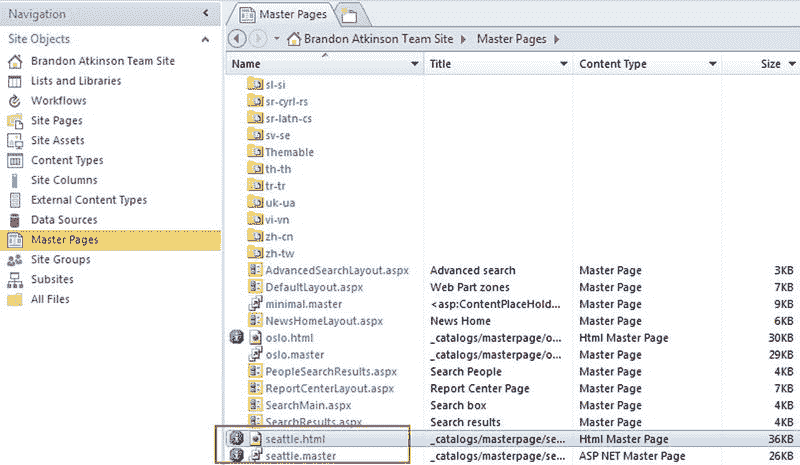 Navigation <
Site Objects
Brandon Atkinson Team Site
Lists and Libraries
Workflows
Site Pages
Site Assets
Content Types
Site Columns
External Content Types
Data Sources
Master Pages
Site Groups
Subsites
All Files
Master Pages
Brandon Atkinson Team Site Master Pages
Name Title Content Type Size
sl-si
sr-cyrl-rs
sr-latn-cs
sv-se
Themable
th-th
tr-tr
uk-ua
vi-vn
zh-cn
zh-tw
AdvancedSearchLayout.aspx Advanced search Master Page 3KB
DefaultLayout.aspx Web Part zones Master Page 7KB
minimal.master <asp:ContentPlaceHold... Master Page 9KB
NewsHomeLayout.aspx News Home Master Page 6KB
oslo.html _catalogs/masterpage/o... Html Master Page 30KB
oslo.master _catalogs/masterpage/o... Master Page 29KB
PeopleSearchResults.aspx Search People Master Page 4KB
ReportCenterLayout.aspx Report Center Page Master Page 7KB
SearchMain.aspx Search box Master Page 4KB
SearchResults.aspx Search results Master Page 4KB
seattle.html _catalogs/masterpage/se... Html Master Page 36KB
seattle.master _catalogs/masterpage/se... ASP NET Master Page 26KB